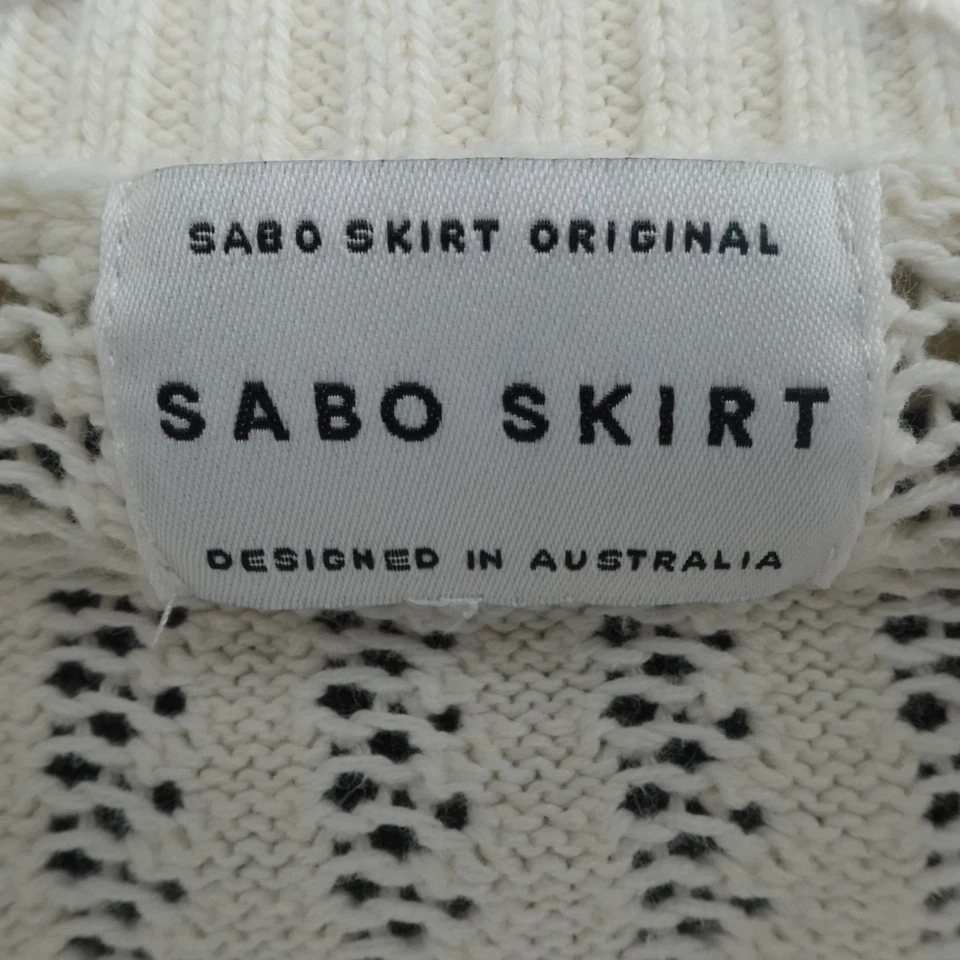 SABO SKIRT ORIGINAL
SABO SKIRT
DESIGNED IN AUSTRALIA